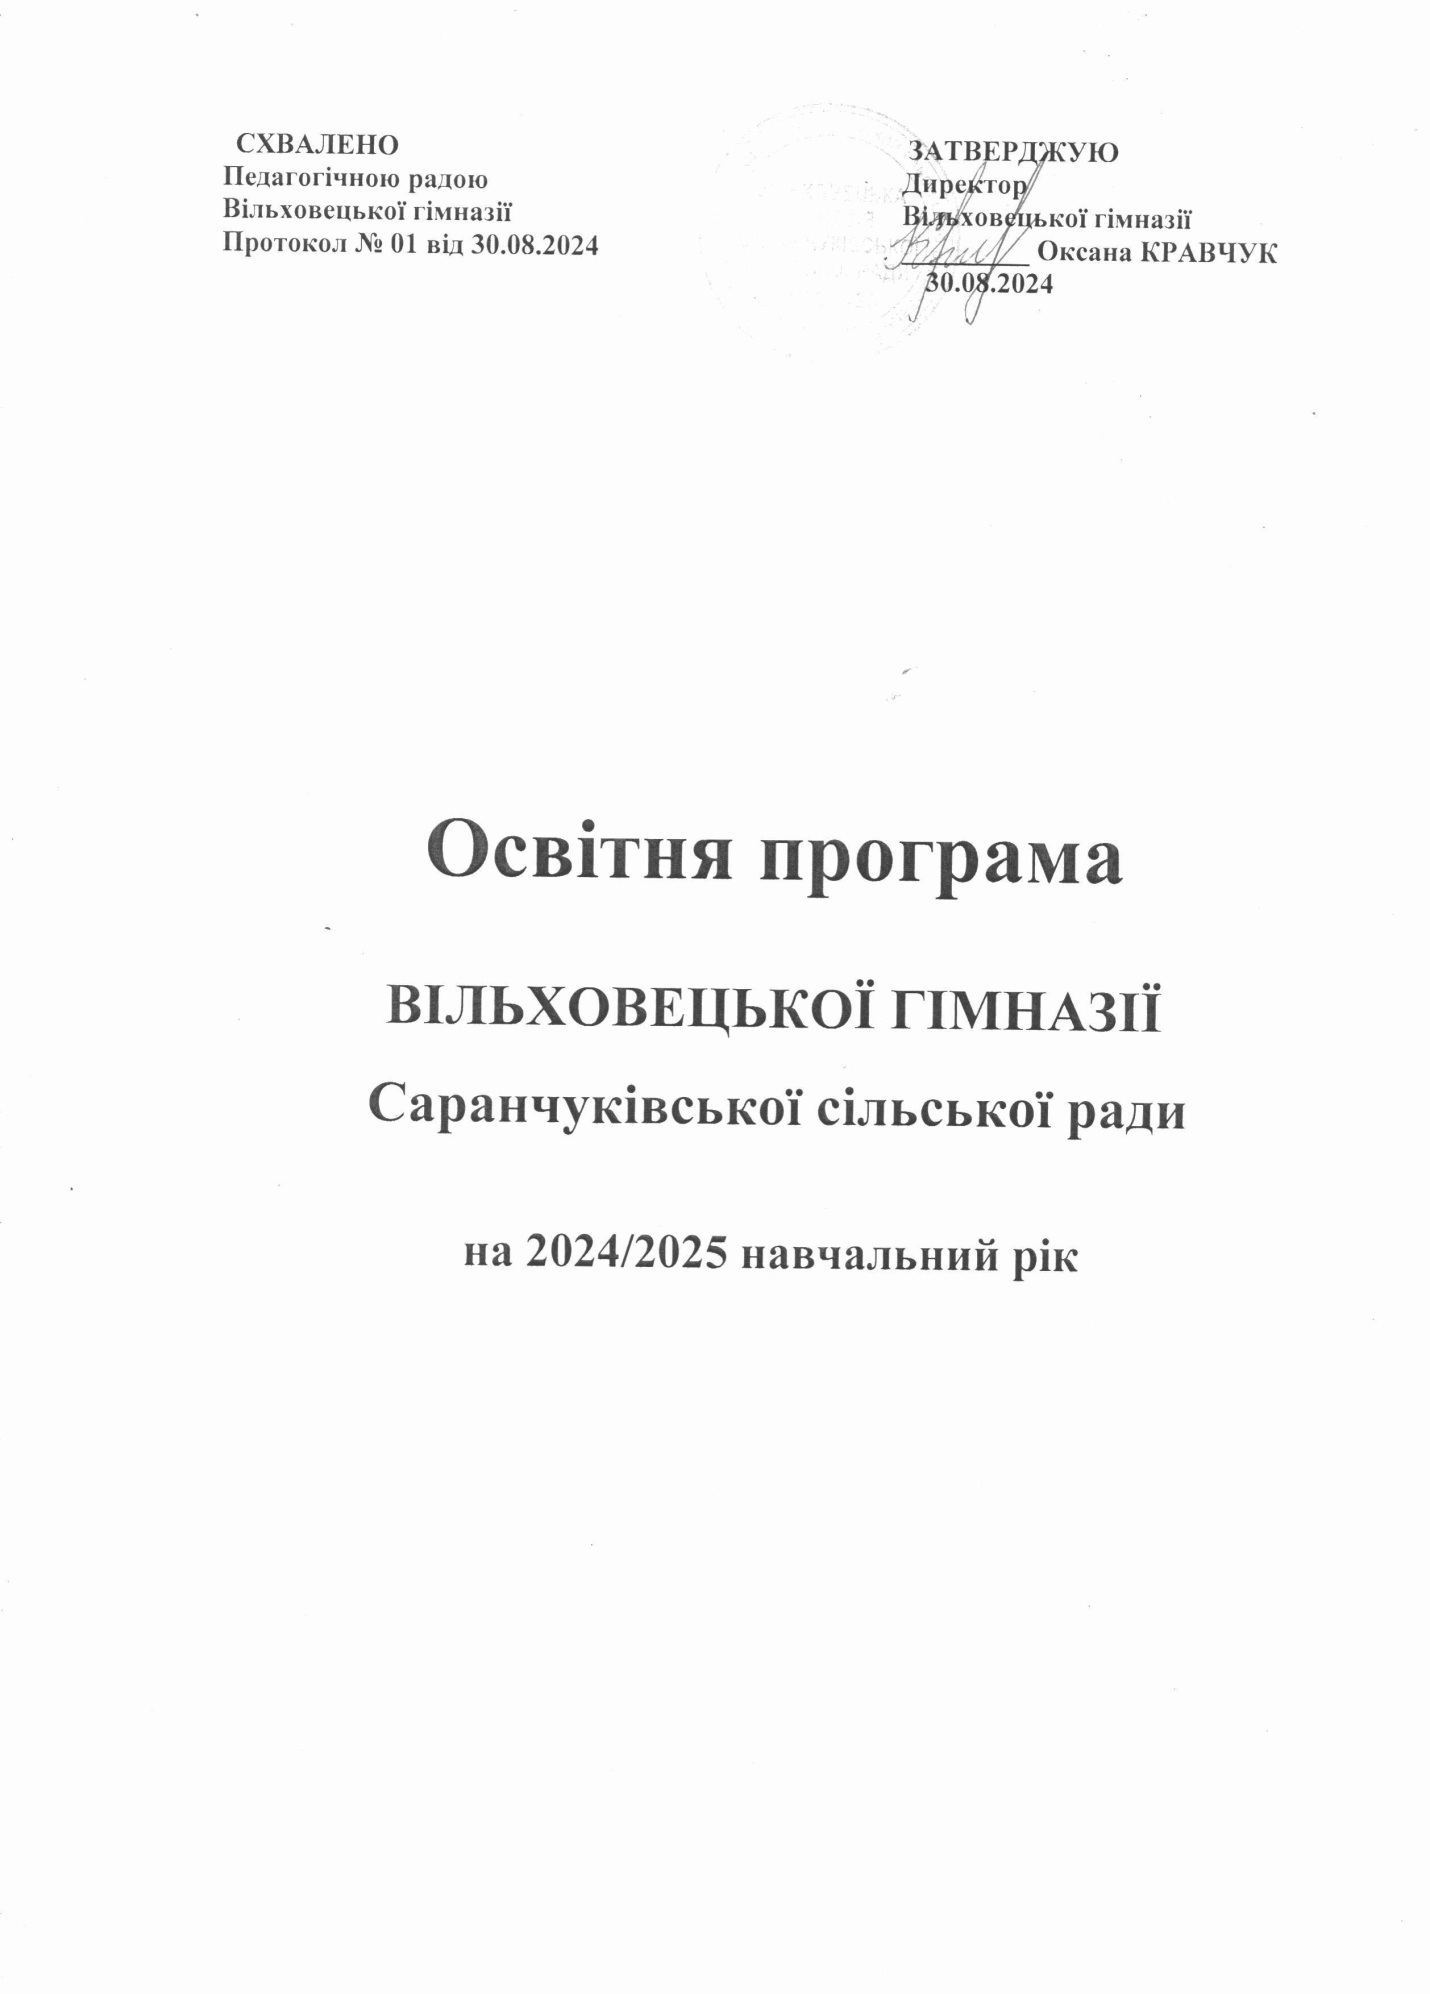 СХВАЛЕНО
Педагогічною радою
Вільховецької гімназії
Протокол № 01 від 30.08.2024
ЗАТВЕРДЖУЮ
Директор
Вільховецької гімназії
__________ Оксана КРАВЧУК
30.08.2024
Освітня програма
ВІЛЬХОВЕЦЬКОЇ ГІМНАЗІЇ
Саранчуківської сільської ради
на 2024/2025 навчальний рік